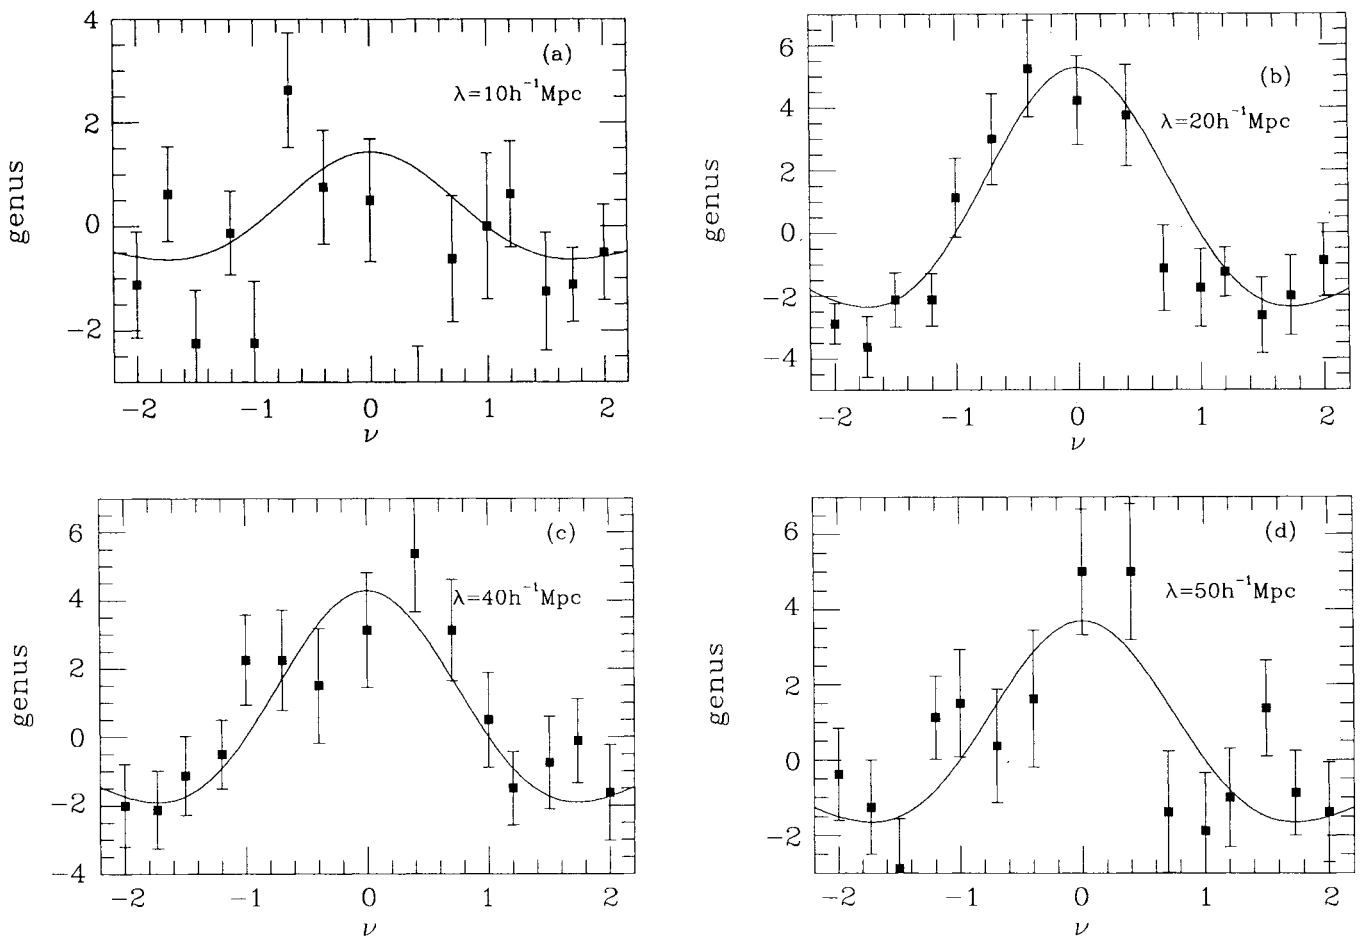 4
2
0
−2
genus
(a)
λ=10h⁻¹Mpc
−2 −1 0 1 2
ν
6
4
2
0
−2
−4
genus
(b)
λ=20h⁻¹Mpc
−2 −1 0 1 2
ν
6
4
2
0
−2
−4
genus
(c)
λ=40h⁻¹Mpc
−2 −1 0 1 2
ν
6
4
2
0
−2
genus
(d)
λ=50h⁻¹Mpc
−2 −1 0 1 2
ν